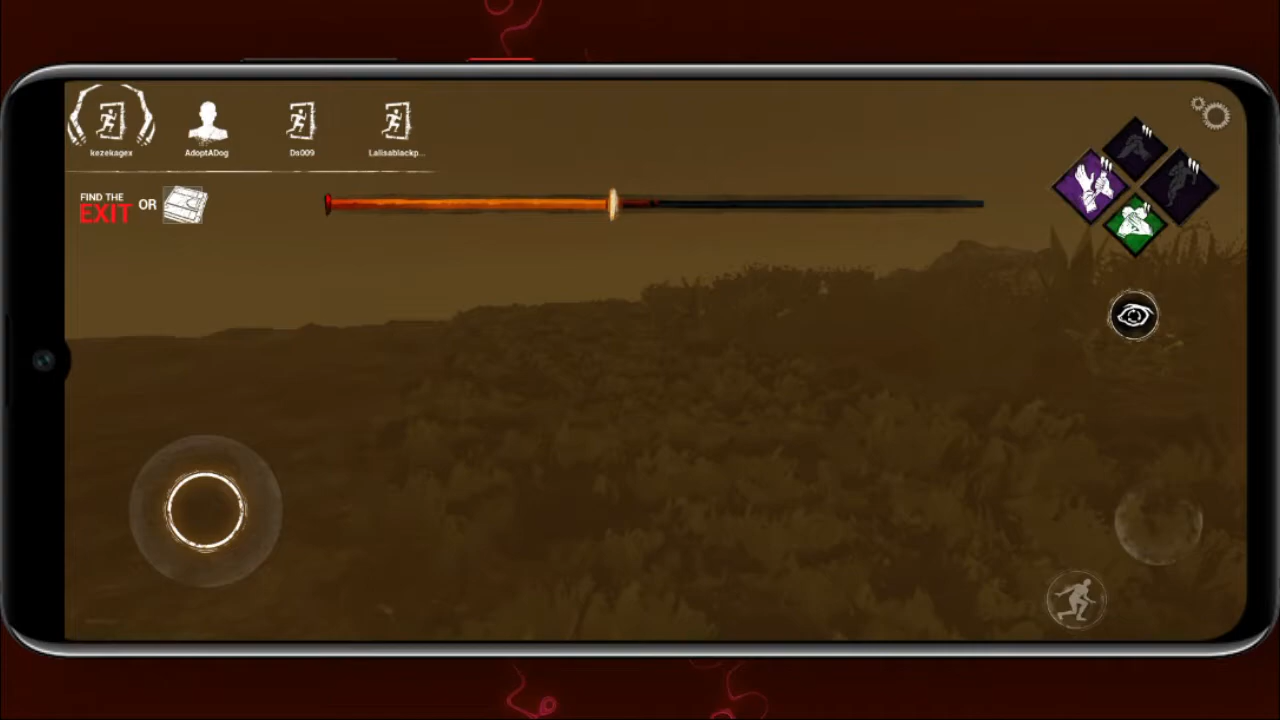 kezekagex
AdoptADog
Ds009
Lalisablackp...
FIND THE
EXIT OR